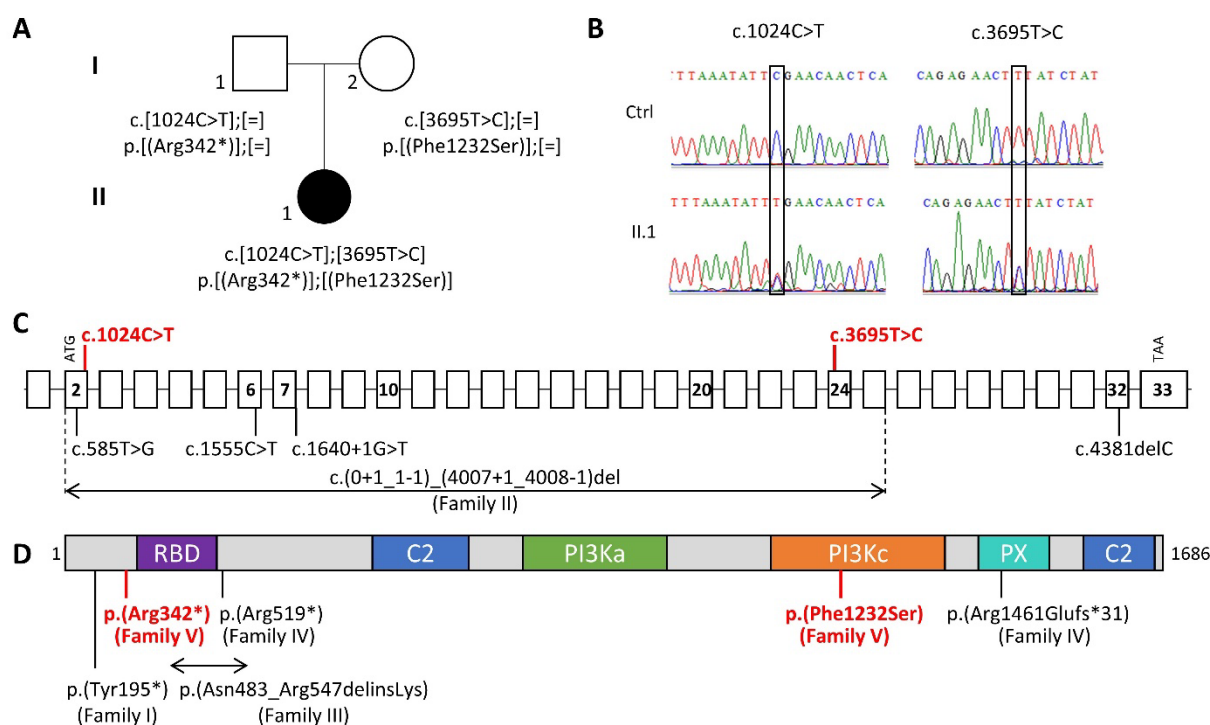 A
I
1
2
c.[1024C>T];[=]
p.[(Arg342*)];[=]
c.[3695T>C];[=]
p.[(Phe1232Ser)];[=]
II
1
c.[1024C>T];[3695T>C]
p.[(Arg342*)];[(Phe1232Ser)]
B
c.1024C>T
c.3695T>C
TTTAAATATTCGAACAACTCA
CAGAGAACTTTATCTAT
Ctrl
TTTAAATATTTGAACAACTCA
CAGAGAACTTTATCTAT
II.1
C
ATG
c.1024C>T
c.3695T>C
TAA
2
6
7
10
20
24
32
33
c.585T>G
c.1555C>T
c.1640+1G>T
c.4381delC
c.(0+1_1-1)_(4007+1_4008-1)del
(Family II)
D
1
RBD
C2
PI3Ka
PI3Kc
PX
C2
1686
p.(Arg342*)
(Family V)
p.(Arg519*)
(Family IV)
p.(Phe1232Ser)
(Family V)
p.(Arg1461Glufs*31)
(Family IV)
p.(Tyr195*)
(Family I)
p.(Asn483_Arg547delinsLys)
(Family III)